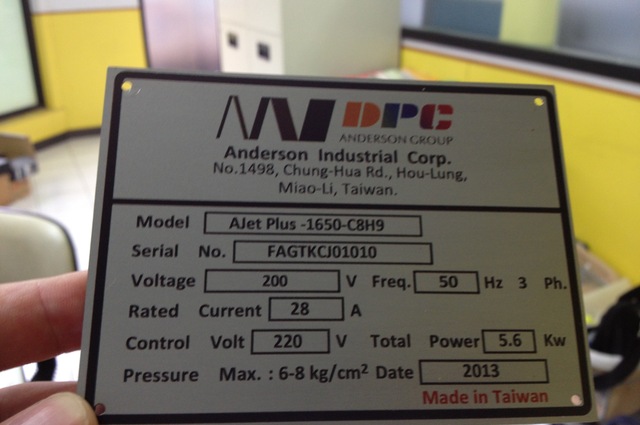 DPC
ANDERSON GROUP
Anderson Industrial Corp.
No.1498, Chung-Hua Rd., Hou-Lung,
Miao-Li, Taiwan.
Model AJet Plus -1650-C8H9
Serial No. FAGTKCJ01010
Voltage 200 V Freq. 50 Hz 3 Ph.
Rated Current 28 A
Control Volt 220 V Total Power 5.6 Kw
Pressure Max. : 6-8 kg/cm² Date 2013
Made in Taiwan